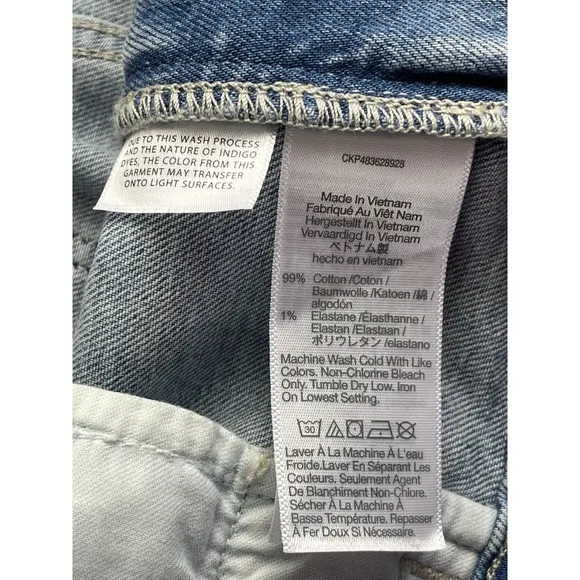 DUE TO THIS WASH PROCESS
AND THE NATURE OF INDIGO
DYES, THE COLOR FROM THIS
GARMENT MAY TRANSFER
ONTO LIGHT SURFACES.
CKP483628928
Made In Vietnam
Fabriqué Au Viêt Nam
Hergestellt In Vietnam
Vervaardigd In Vietnam
ベトナム製
hecho en vietnam
99% Cotton /Coton /
Baumwolle /Katoen /綿 /
algodón
1% Elastane /Élasthanne /
Elastan /Elastaan /
ポリウレタン /elastano
Machine Wash Cold With Like
Colors. Non-Chlorine Bleach
Only. Tumble Dry Low. Iron
On Lowest Setting.
30
Laver À La Machine À L'eau
Froide.Laver En Séparant Les
Couleurs. Seulement Agent
De Blanchiment Non-Chlore.
Sécher À La Machine À
Basse Température. Repasser
À Fer Doux Si Nécessaire.